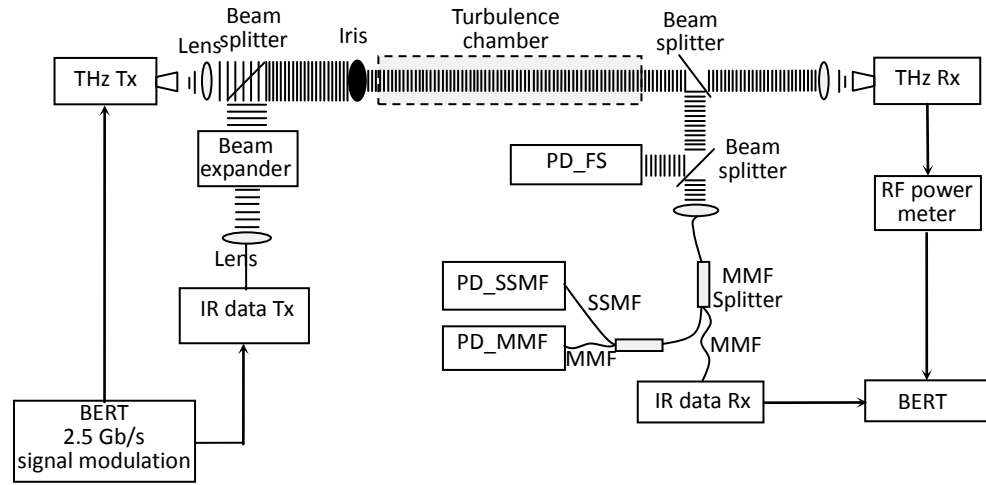 Beam
splitter
Lens
Iris
Turbulence
chamber
Beam
splitter
THz Tx
THz Rx
Beam
expander
PD_FS
Beam
splitter
RF power
meter
Lens
IR data Tx
PD_SSMF
SSMF
MMF
Splitter
PD_MMF
MMF
MMF
IR data Rx
BERT
BERT
2.5 Gb/s
signal modulation